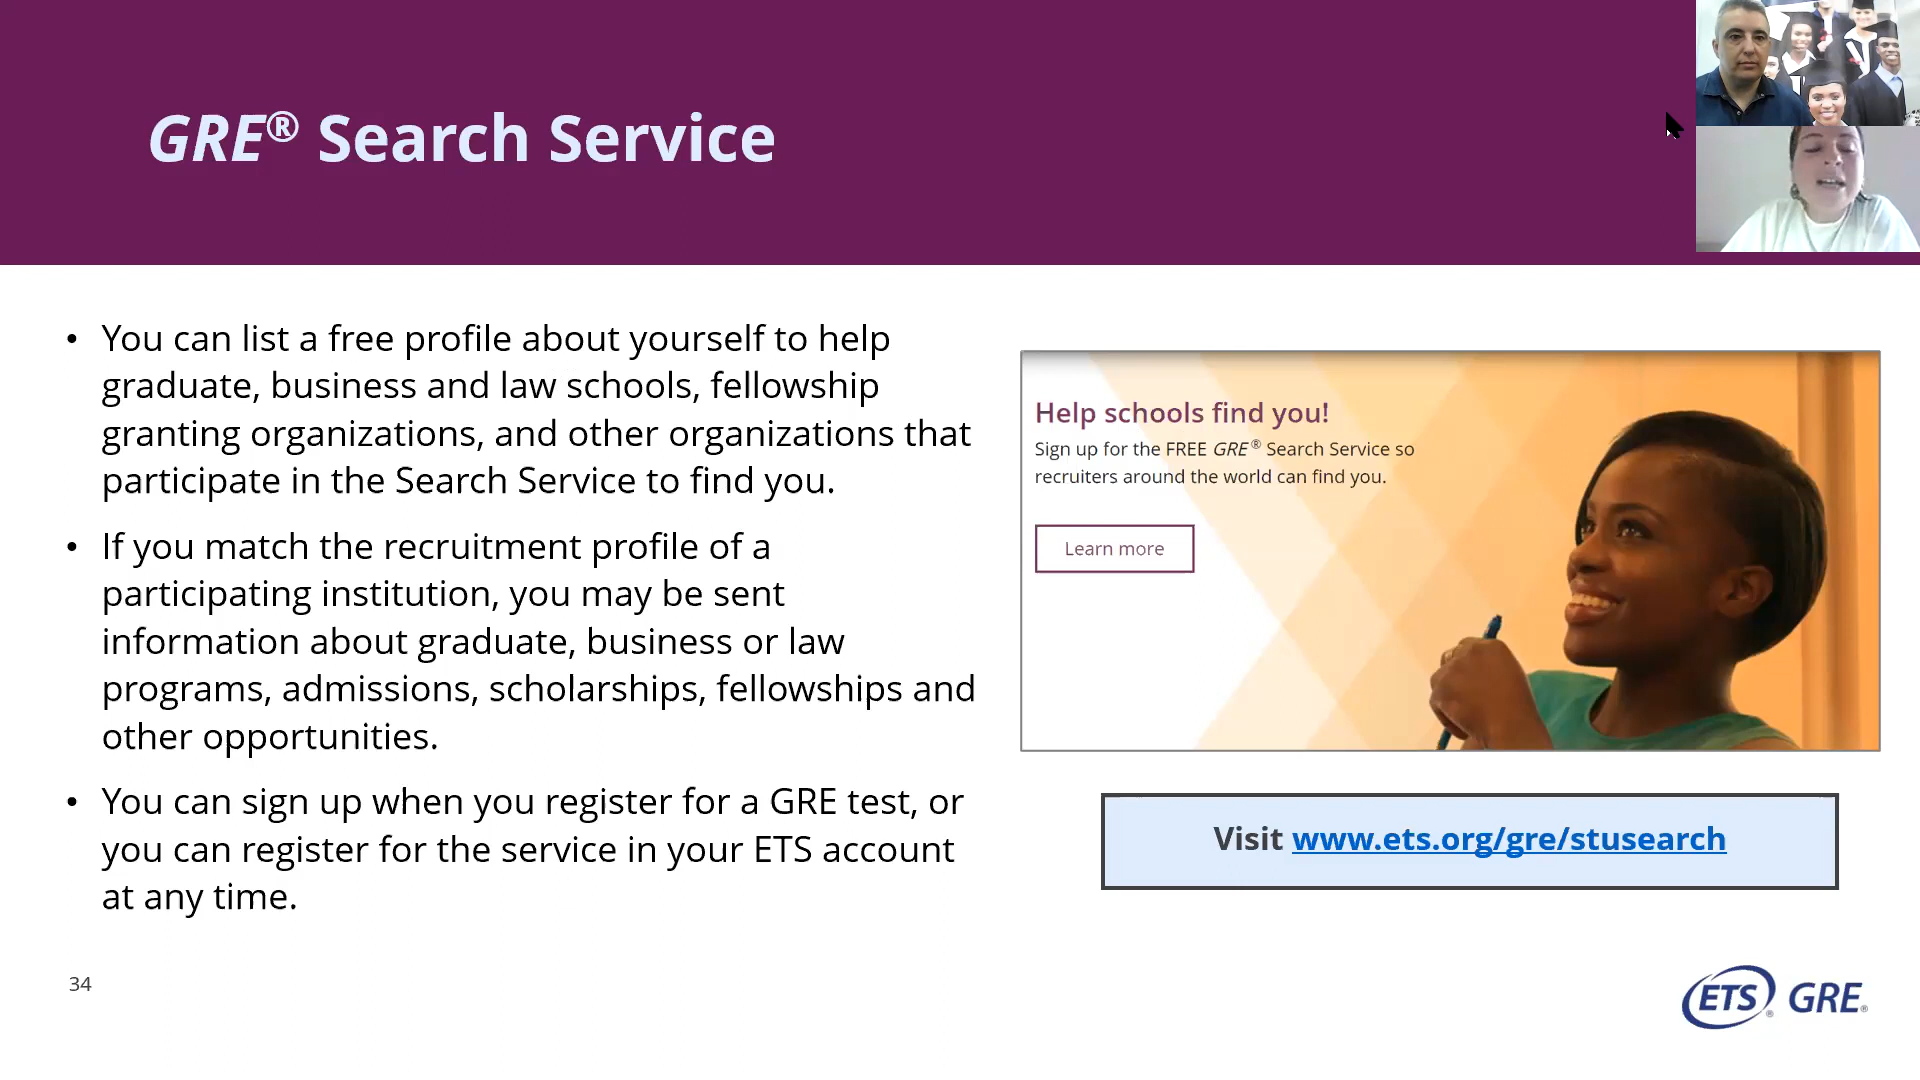 GRE® Search Service
• You can list a free profile about yourself to help
graduate, business and law schools, fellowship
granting organizations, and other organizations that
participate in the Search Service to find you.
• If you match the recruitment profile of a
participating institution, you may be sent
information about graduate, business or law
programs, admissions, scholarships, fellowships and
other opportunities.
• You can sign up when you register for a GRE test, or
you can register for the service in your ETS account
at any time.
Help schools find you!
Sign up for the FREE GRE® Search Service so
recruiters around the world can find you.
Learn more
Visit www.ets.org/gre/stusearch
34
ETS® GRE®